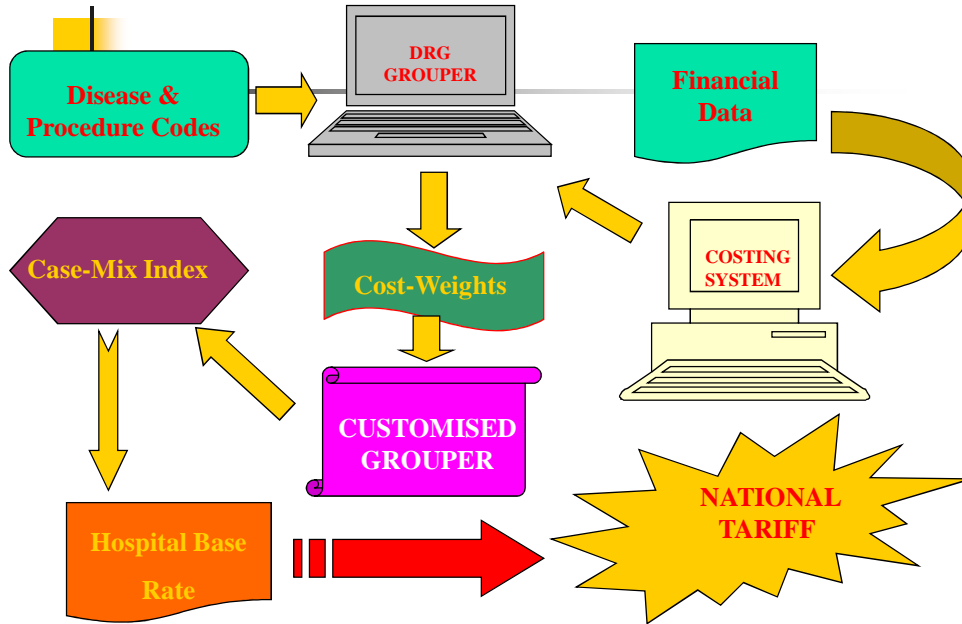 Disease &
Procedure Codes
DRG
GROUPER
Financial
Data
Case-Mix Index
Cost-Weights
COSTING
SYSTEM
CUSTOMISED
GROUPER
Hospital Base
Rate
NATIONAL
TARIFF